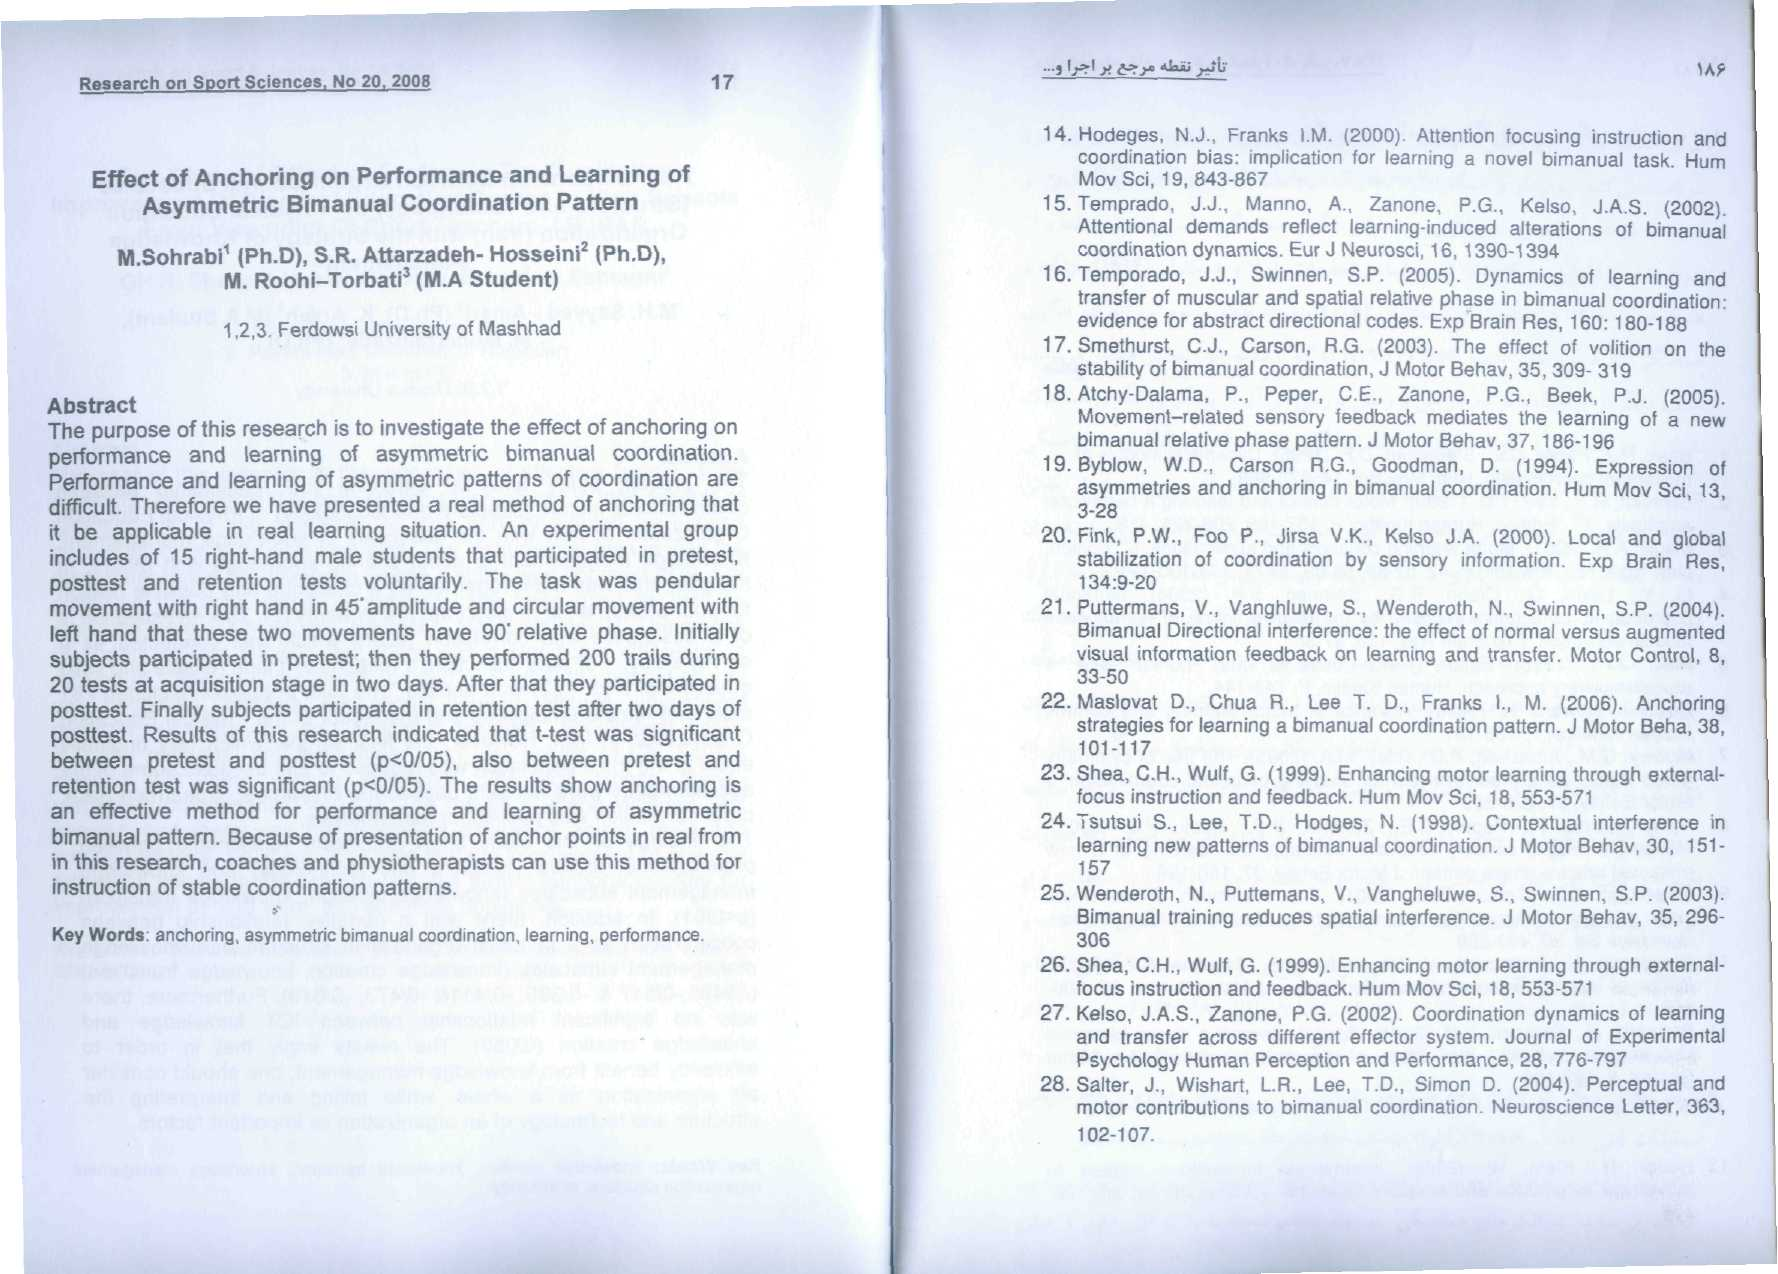 Research on Sport Sciences, No 20, 2008 17
Effect of Anchoring on Performance and Learning of
Asymmetric Bimanual Coordination Pattern
M.Sohrabi¹ (Ph.D), S.R. Attarzadeh- Hosseini² (Ph.D),
M. Roohi–Torbati³ (M.A Student)
1,2,3. Ferdowsi University of Mashhad
Abstract
The purpose of this research is to investigate the effect of anchoring on
performance and learning of asymmetric bimanual coordination.
Performance and learning of asymmetric patterns of coordination are
difficult. Therefore we have presented a real method of anchoring that
it be applicable in real learning situation. An experimental group
includes of 15 right-hand male students that participated in pretest,
posttest and retention tests voluntarily. The task was pendular
movement with right hand in 45° amplitude and circular movement with
left hand that these two movements have 90° relative phase. Initially
subjects participated in pretest; then they performed 200 trails during
20 tests at acquisition stage in two days. After that they participated in
posttest. Finally subjects participated in retention test after two days of
posttest. Results of this research indicated that t-test was significant
between pretest and posttest (p<0/05), also between pretest and
retention test was significant (p<0/05). The results show anchoring is
an effective method for performance and learning of asymmetric
bimanual pattern. Because of presentation of anchor points in real from
in this research, coaches and physiotherapists can use this method for
instruction of stable coordination patterns.
Key Words: anchoring, asymmetric bimanual coordination, learning, performance.
تأثیر نقطه مرجع بر اجرا و... ۱۸۶
14. Hodeges, N.J., Franks I.M. (2000). Attention focusing instruction and
coordination bias: implication for learning a novel bimanual task. Hum
Mov Sci, 19, 843-867
15. Temprado, J.J., Manno, A., Zanone, P.G., Kelso, J.A.S. (2002).
Attentional demands reflect learning-induced alterations of bimanual
coordination dynamics. Eur J Neurosci, 16, 1390-1394
16. Temporado, J.J., Swinnen, S.P. (2005). Dynamics of learning and
transfer of muscular and spatial relative phase in bimanual coordination:
evidence for abstract directional codes. Exp Brain Res, 160: 180-188
17. Smethurst, C.J., Carson, R.G. (2003). The effect of volition on the
stability of bimanual coordination, J Motor Behav, 35, 309- 319
18. Atchy-Dalama, P., Peper, C.E., Zanone, P.G., Beek, P.J. (2005).
Movement–related sensory feedback mediates the learning of a new
bimanual relative phase pattern. J Motor Behav, 37, 186-196
19. Byblow, W.D., Carson R.G., Goodman, D. (1994). Expression of
asymmetries and anchoring in bimanual coordination. Hum Mov Sci, 13,
3-28
20. Fink, P.W., Foo P., Jirsa V.K., Kelso J.A. (2000). Local and global
stabilization of coordination by sensory information. Exp Brain Res,
134:9-20
21. Puttermans, V., Vanghluwe, S., Wenderoth, N., Swinnen, S.P. (2004).
Bimanual Directional interference: the effect of normal versus augmented
visual information feedback on learning and transfer. Motor Control, 8,
33-50
22. Maslovat D., Chua R., Lee T. D., Franks I., M. (2006). Anchoring
strategies for learning a bimanual coordination pattern. J Motor Beha, 38,
101-117
23. Shea, C.H., Wulf, G. (1999). Enhancing motor learning through external-
focus instruction and feedback. Hum Mov Sci, 18, 553-571
24. Tsutsui S., Lee, T.D., Hodges, N. (1998). Contextual interference in
learning new patterns of bimanual coordination. J Motor Behav, 30, 151-
157
25. Wenderoth, N., Puttemans, V., Vangheluwe, S., Swinnen, S.P. (2003).
Bimanual training reduces spatial interference. J Motor Behav, 35, 296-
306
26. Shea, C.H., Wulf, G. (1999). Enhancing motor learning through external-
focus instruction and feedback. Hum Mov Sci, 18, 553-571
27. Kelso, J.A.S., Zanone, P.G. (2002). Coordination dynamics of learning
and transfer across different effector system. Journal of Experimental
Psychology Human Perception and Performance, 28, 776-797
28. Salter, J., Wishart, L.R., Lee, T.D., Simon D. (2004). Perceptual and
motor contributions to bimanual coordination. Neuroscience Letter, 363,
102-107.